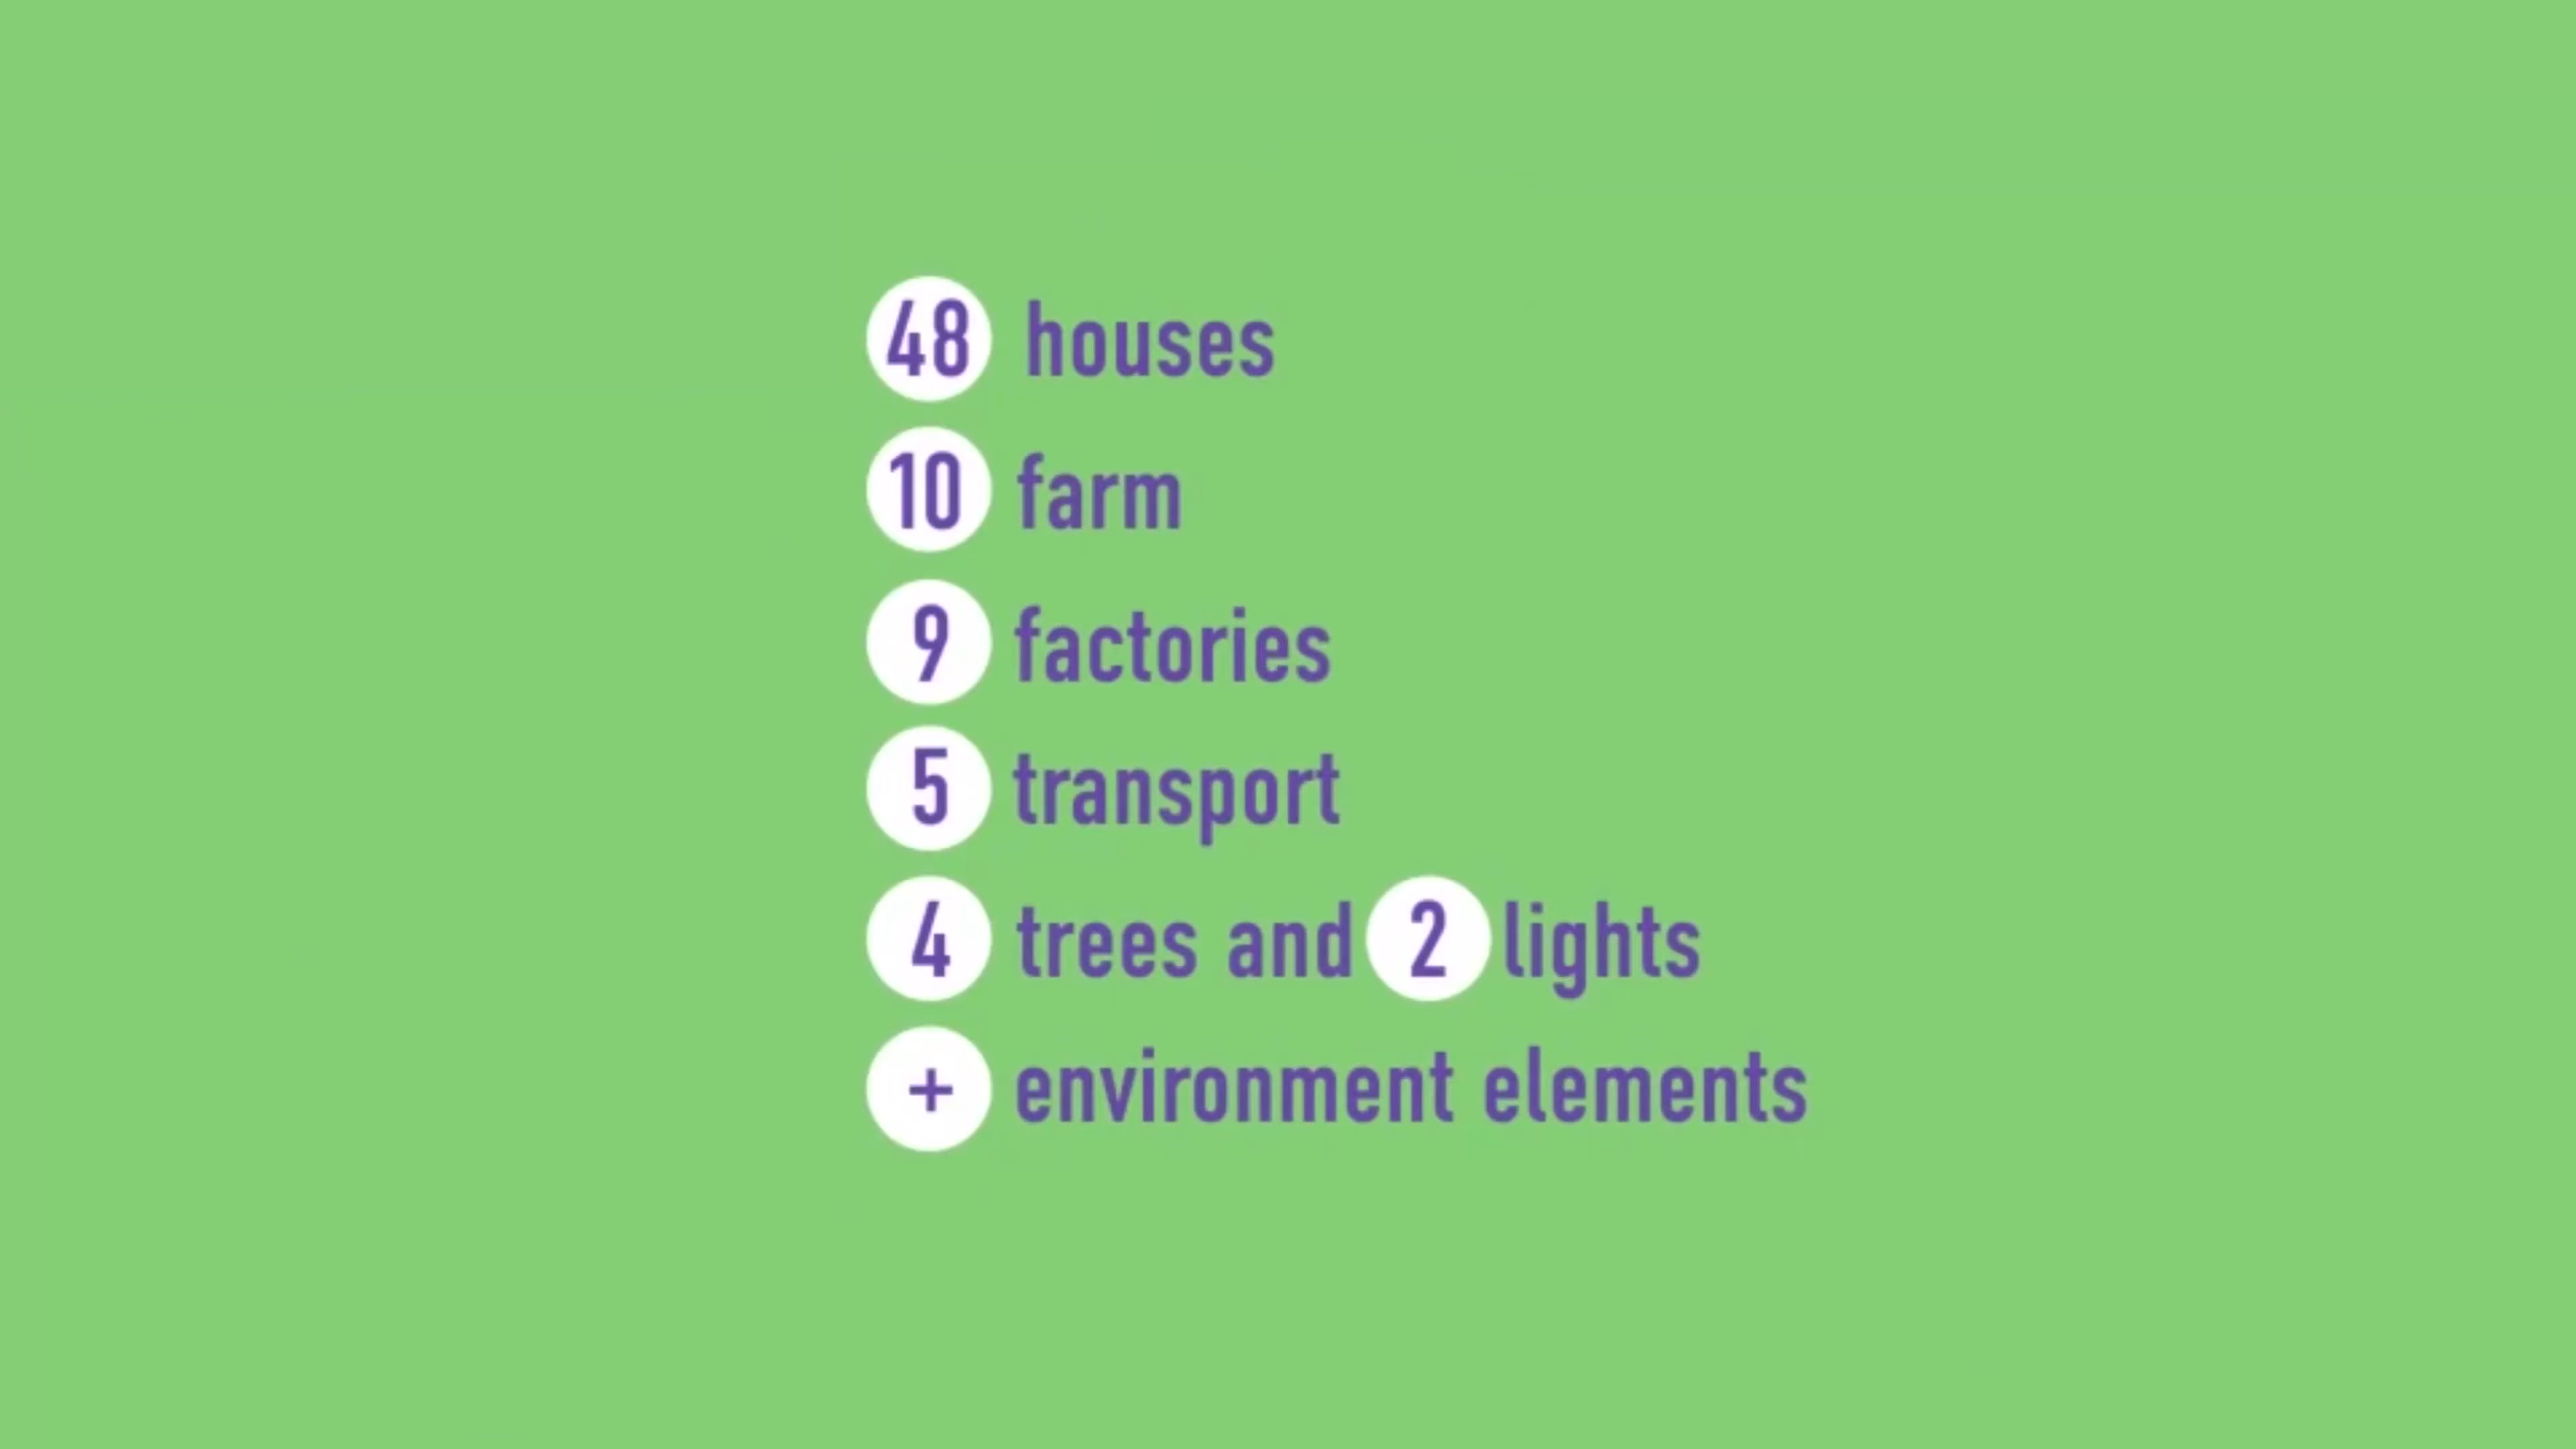 48 houses
10 farm
9 factories
5 transport
4 trees and 2 lights
+ environment elements